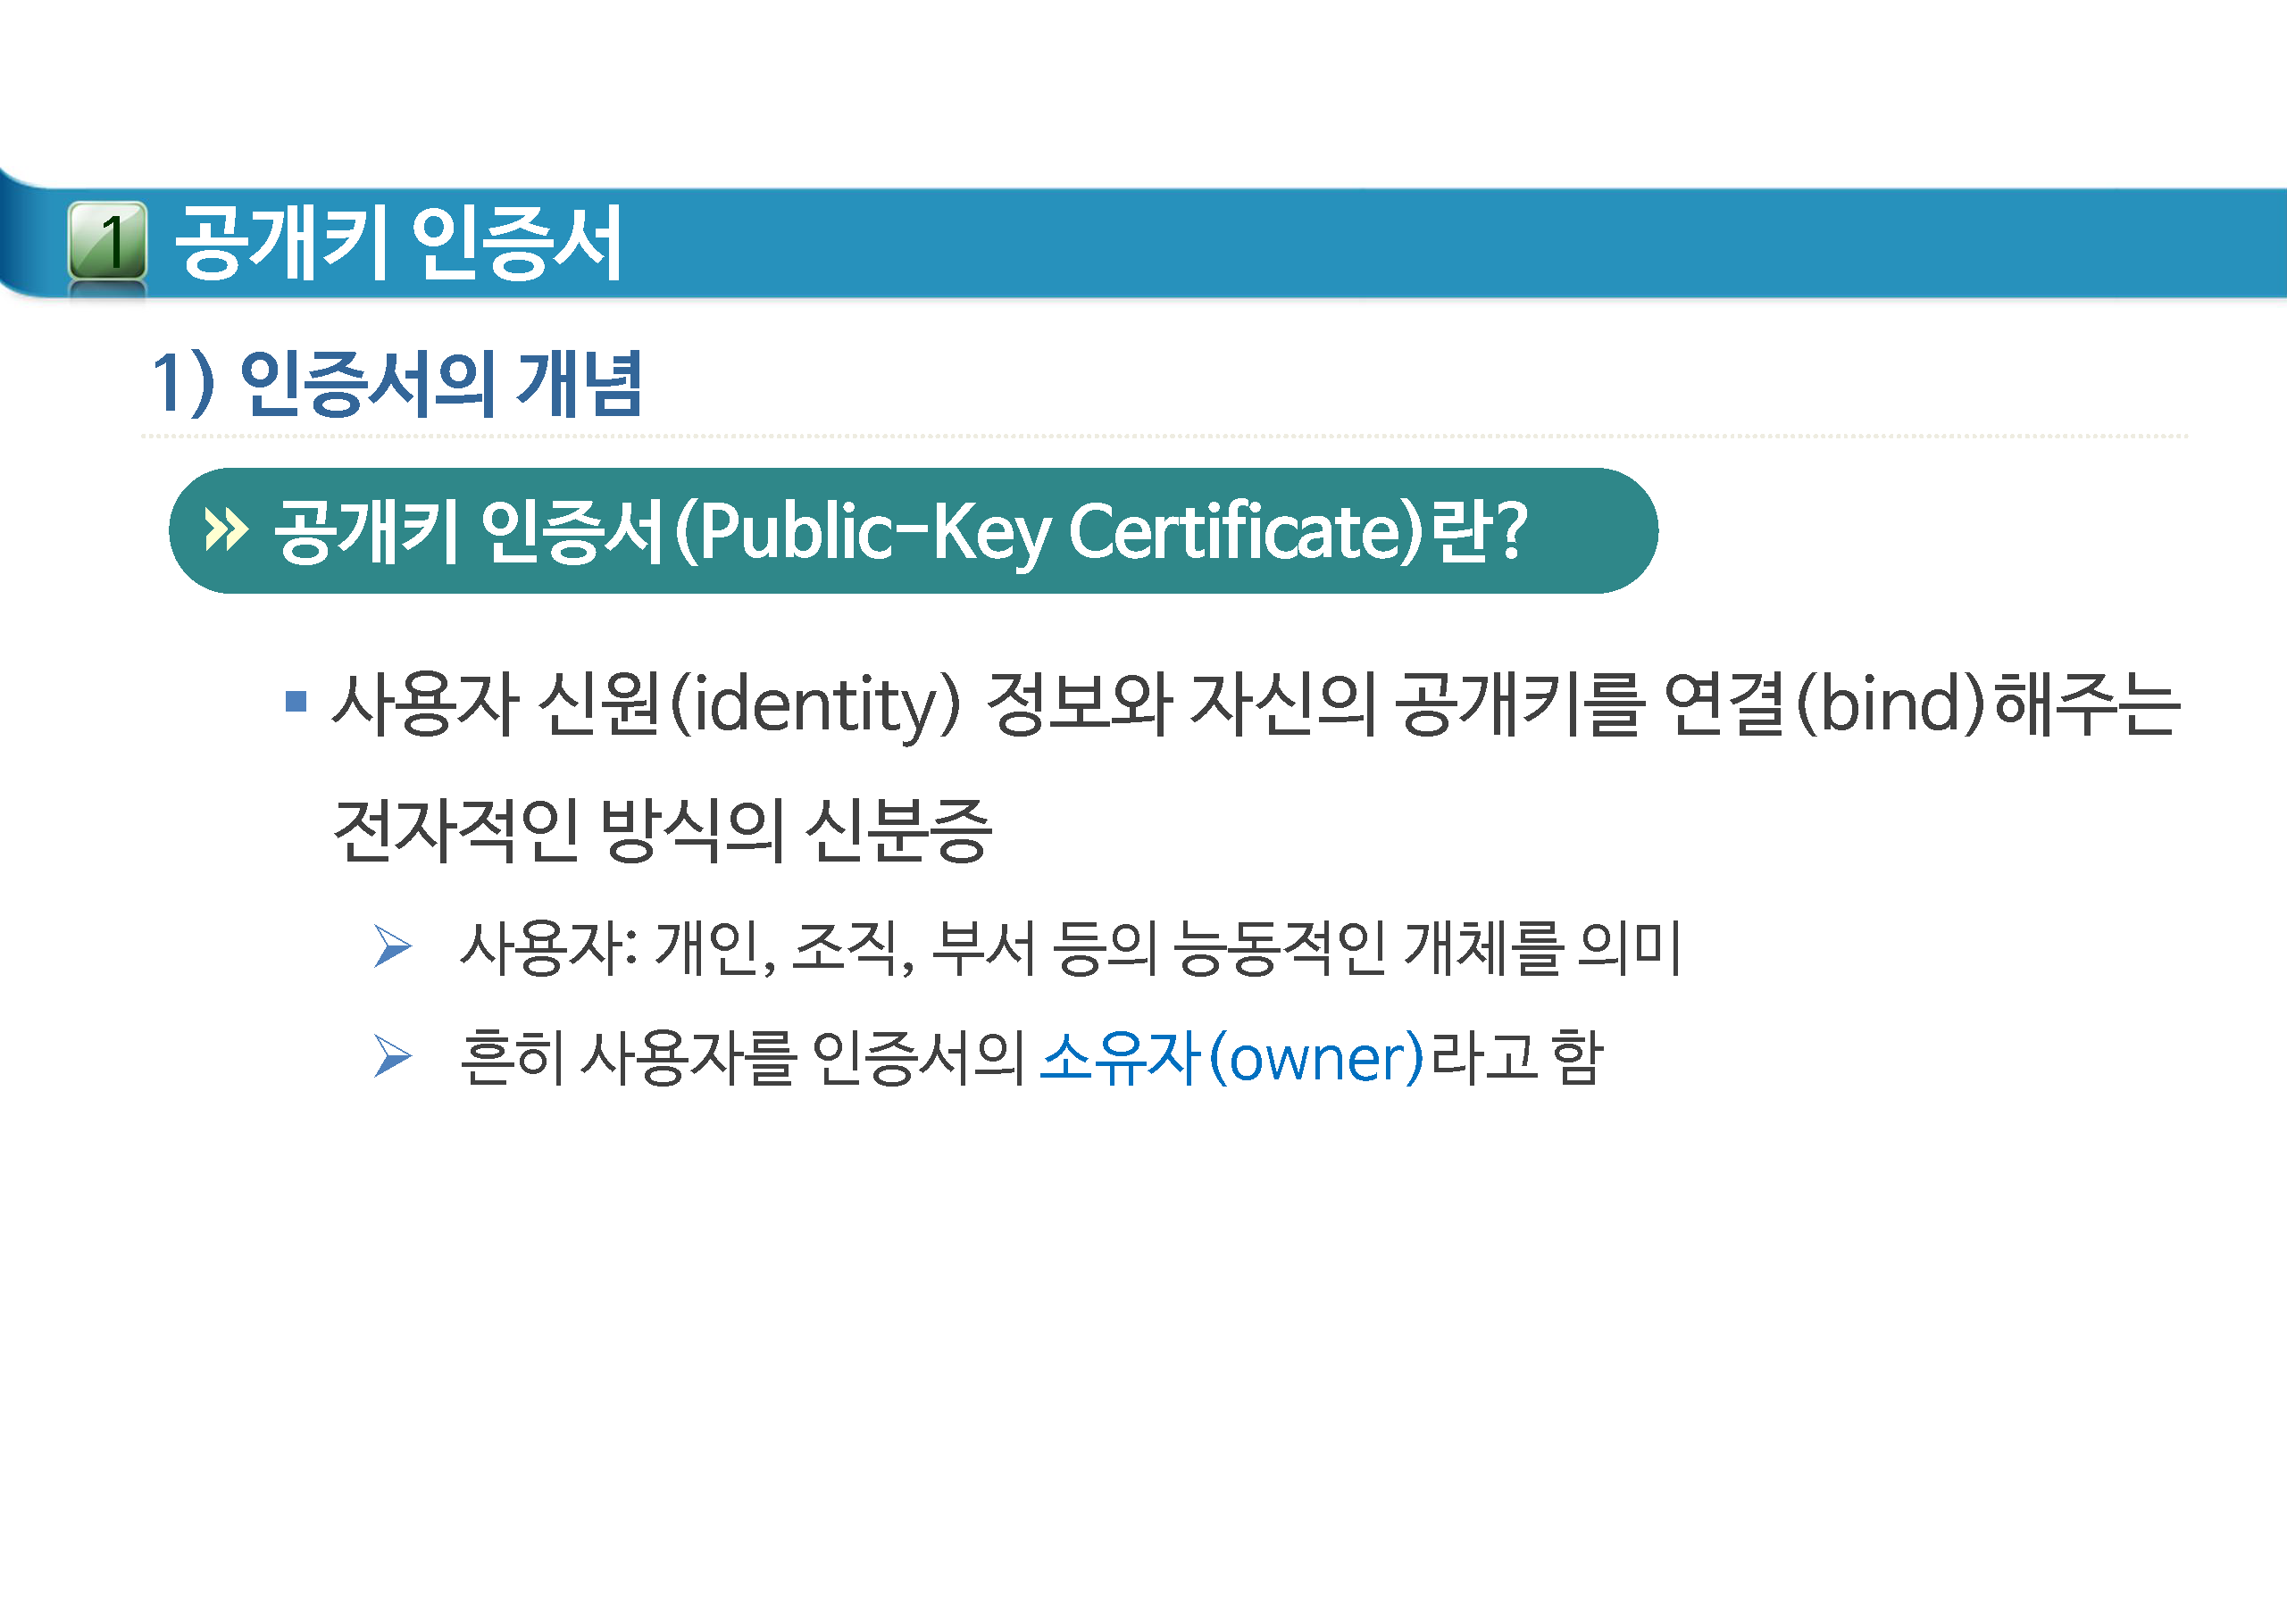 1 공개키 인증서
1) 인증서의 개념
» 공개키 인증서(Public-Key Certificate)란?
▪ 사용자 신원(identity) 정보와 자신의 공개키를 연결(bind)해주는
전자적인 방식의 신분증
➢ 사용자: 개인, 조직, 부서 등의 능동적인 개체를 의미
➢ 흔히 사용자를 인증서의 소유자(owner)라고 함